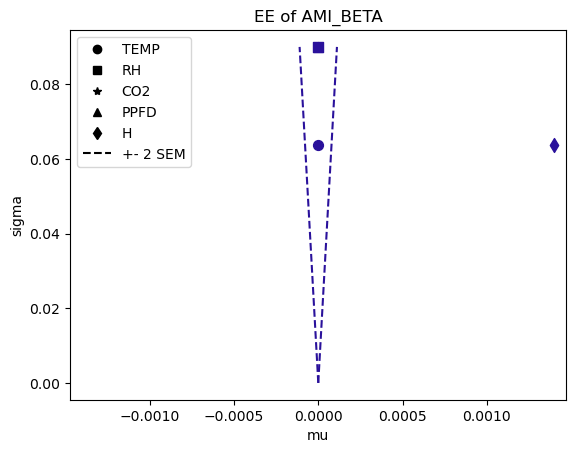 EE of AMI_BETA
TEMP
RH
CO2
PPFD
H
+- 2 SEM
sigma
0.08
0.06
0.04
0.02
0.00
−0.0010
−0.0005
0.0000
0.0005
0.0010
mu